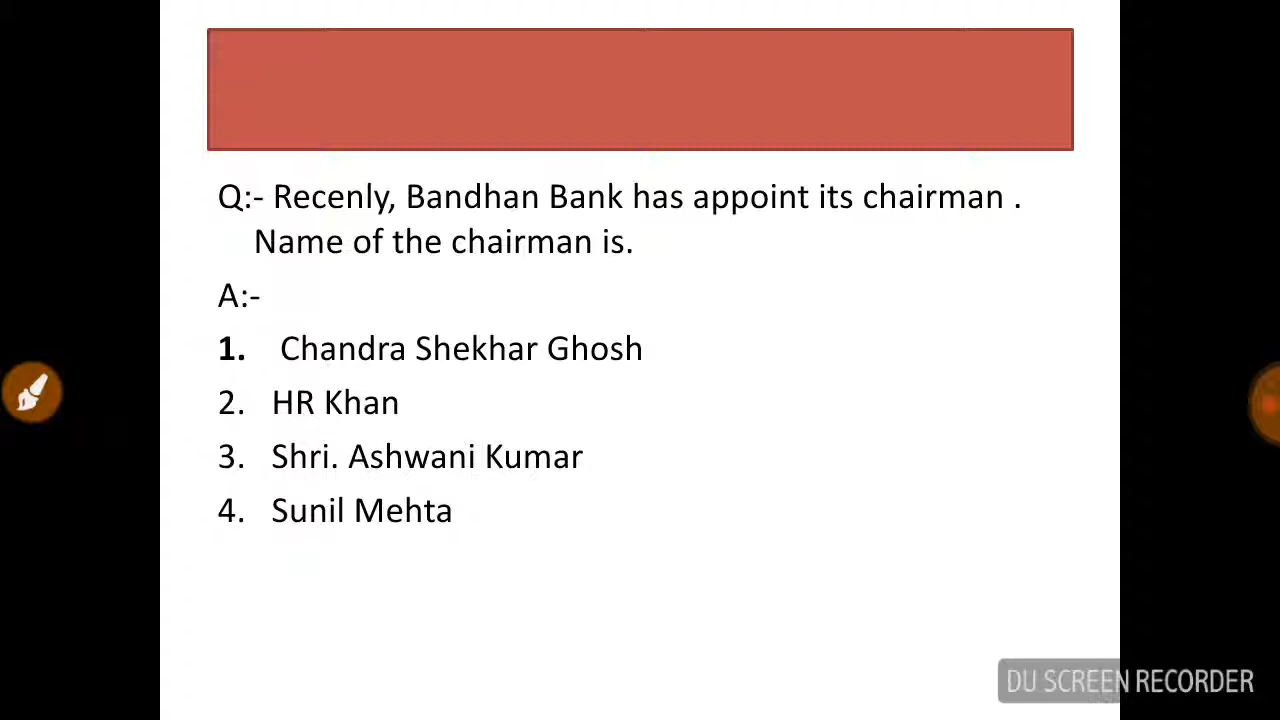 Q:- Recenly, Bandhan Bank has appoint its chairman .
Name of the chairman is.
A:-
1. Chandra Shekhar Ghosh
2. HR Khan
3. Shri. Ashwani Kumar
4. Sunil Mehta
DU SCREEN RECORDER